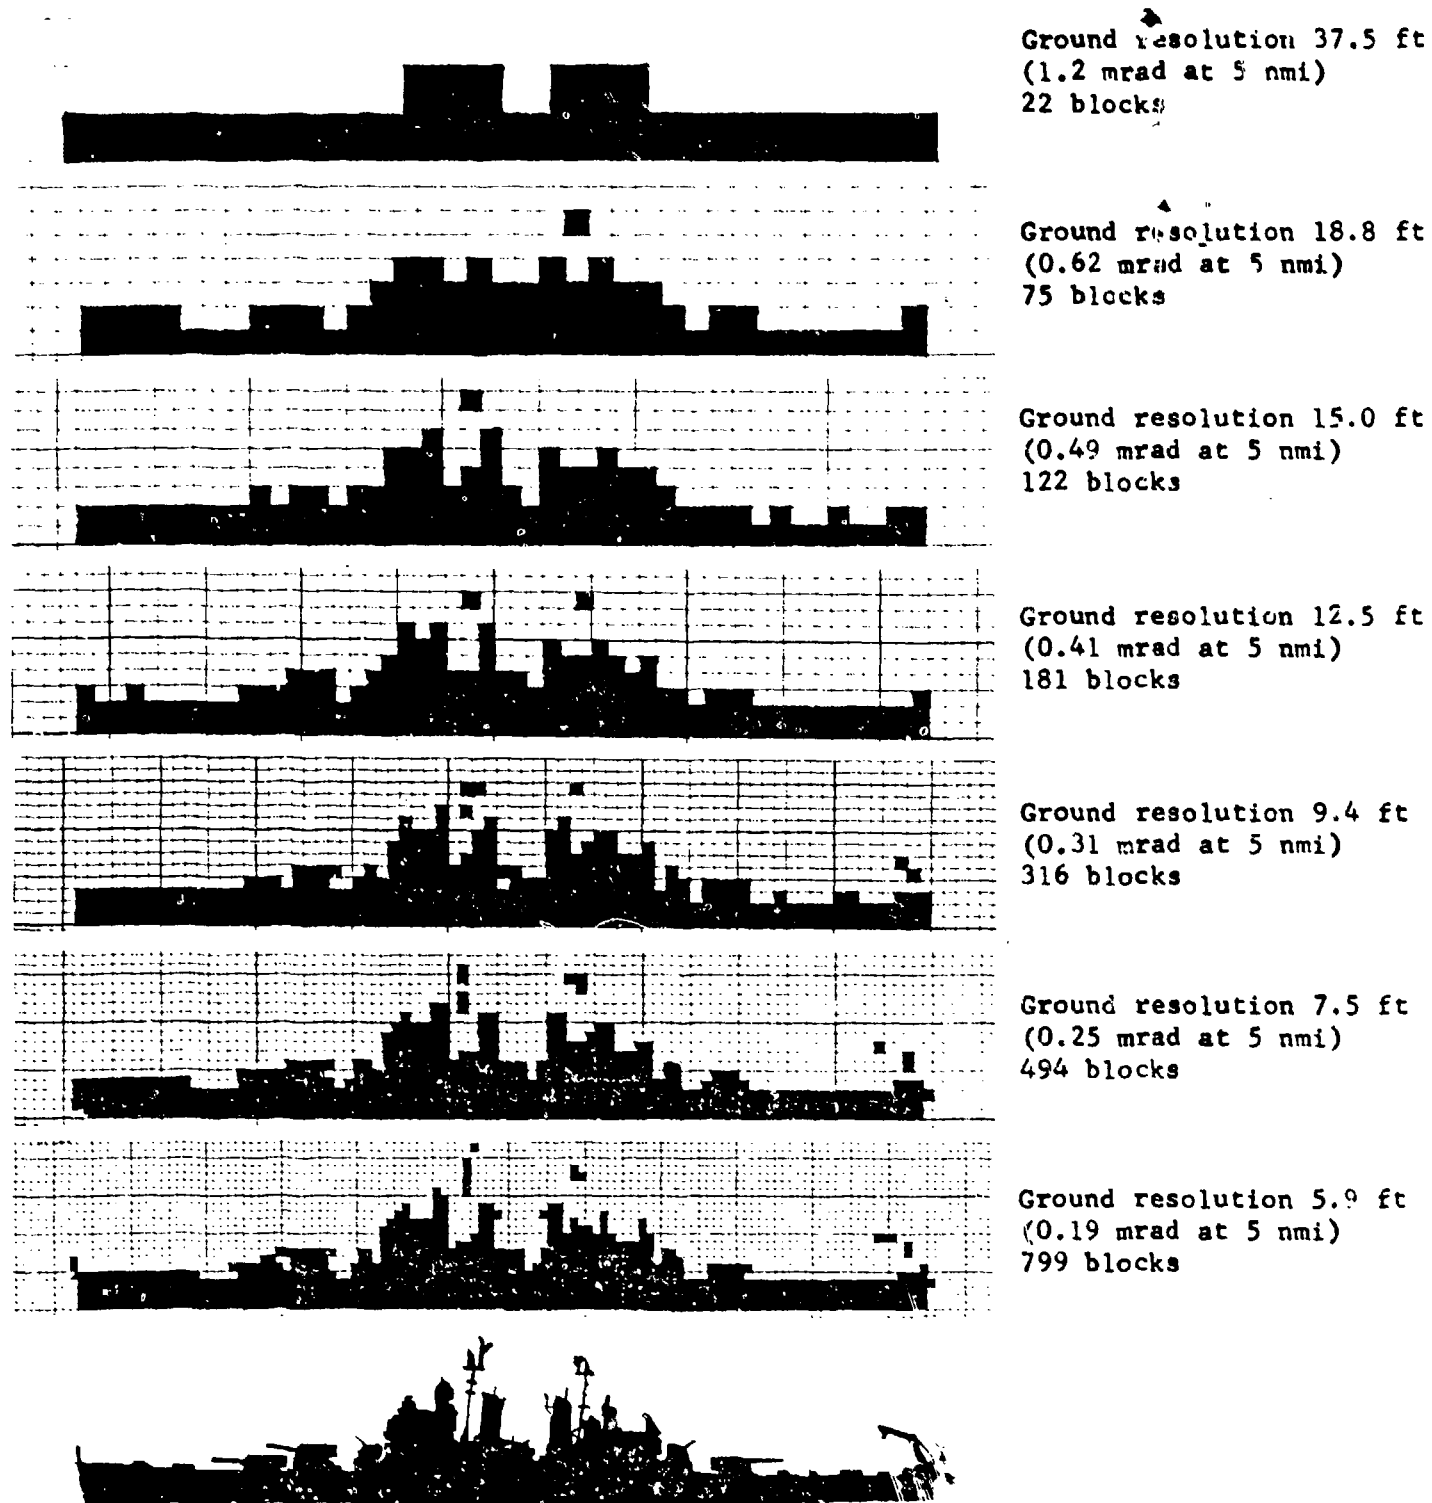 Ground resolution 37.5 ft
(1.2 mrad at 5 nmi)
22 blocks
Ground resolution 18.8 ft
(0.62 mrad at 5 nmi)
75 blocks
Ground resolution 15.0 ft
(0.49 mrad at 5 nmi)
122 blocks
Ground resolution 12.5 ft
(0.41 mrad at 5 nmi)
181 blocks
Ground resolution 9.4 ft
(0.31 mrad at 5 nmi)
316 blocks
Ground resolution 7.5 ft
(0.25 mrad at 5 nmi)
494 blocks
Ground resolution 5.9 ft
(0.19 mrad at 5 nmi)
799 blocks